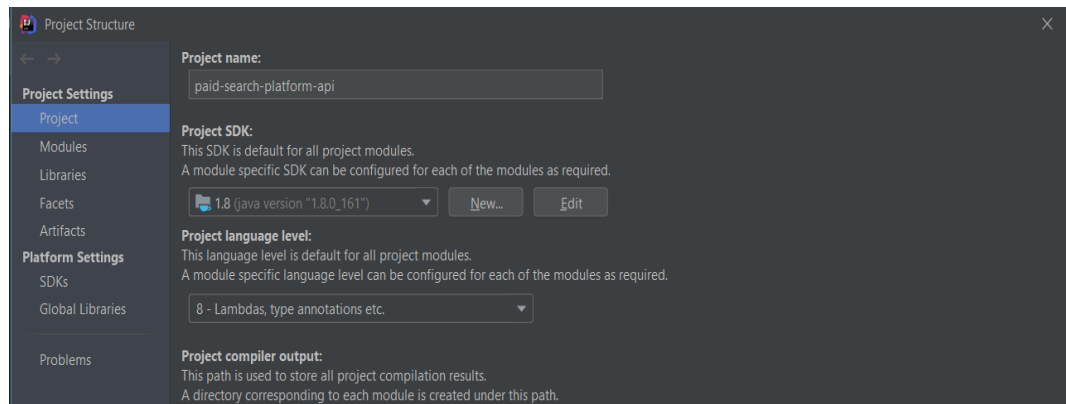 Project Structure
Project Settings
Project
Modules
Libraries
Facets
Artifacts
Platform Settings
SDKs
Global Libraries
Problems
Project name:
paid-search-platform-api
Project SDK:
This SDK is default for all project modules.
A module specific SDK can be configured for each of the modules as required.
1.8 (java version "1.8.0_161")
New...
Edit
Project language level:
This language level is default for all project modules.
A module specific language level can be configured for each of the modules as required.
8 - Lambdas, type annotations etc.
Project compiler output:
This path is used to store all project compilation results.
A directory corresponding to each module is created under this path.